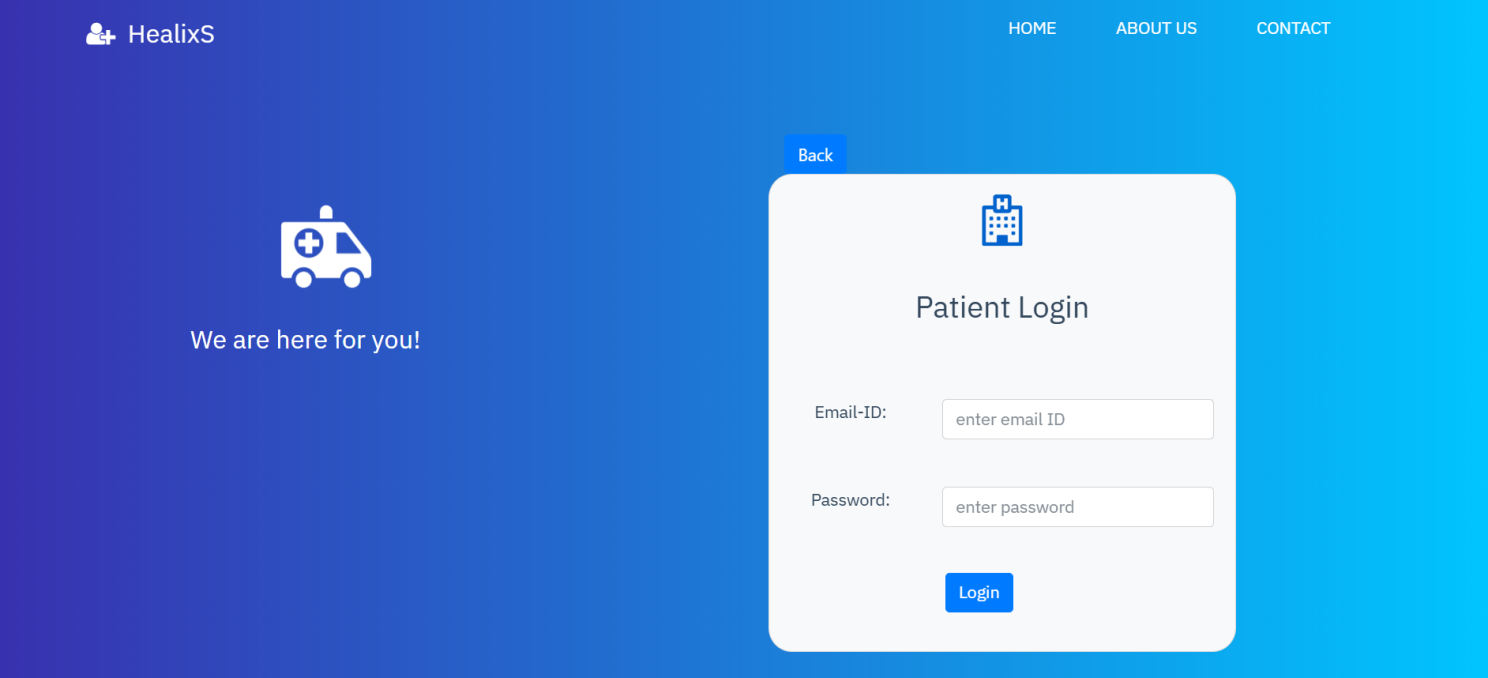 HealixS
HOME ABOUT US CONTACT
Back
H
We are here for you!
Patient Login
Email-ID: enter email ID
Password: enter password
Login